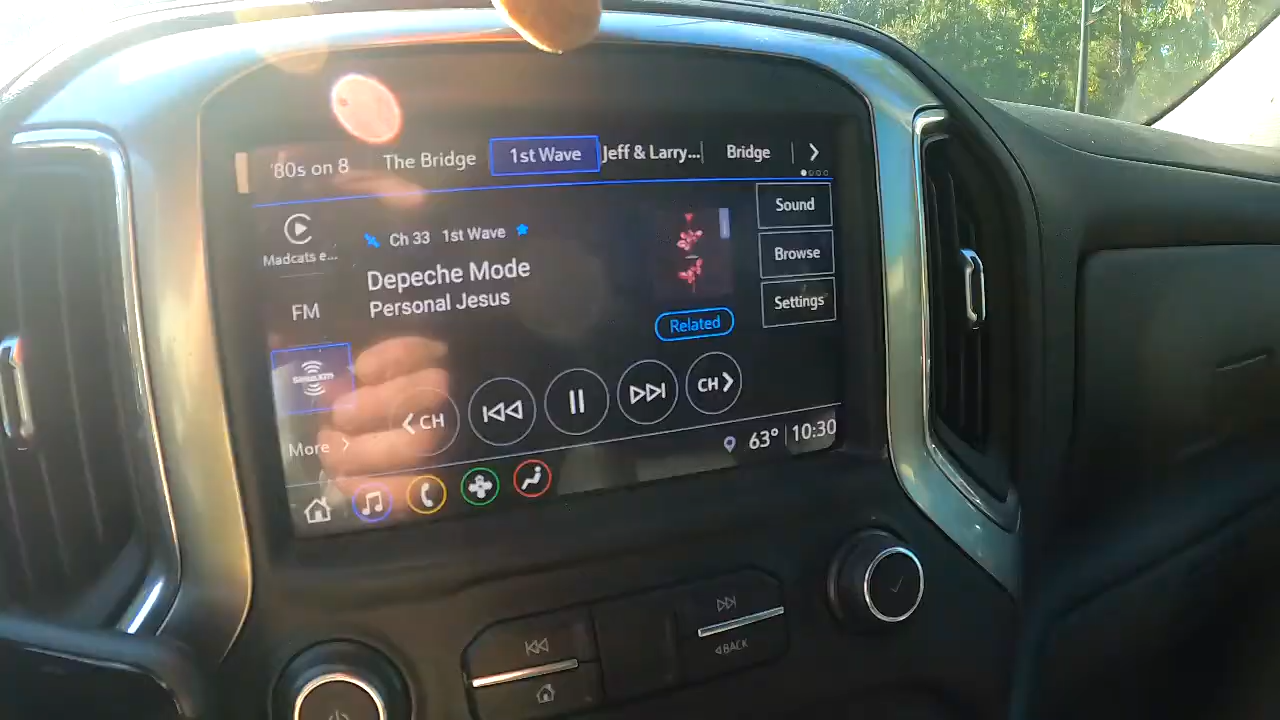 '80s on 8
The Bridge
1st Wave
Jeff & Larry...
Bridge
Madcats e...
Ch 33 1st Wave
Depeche Mode
Personal Jesus
Related
Sound
Browse
Settings
FM
SiriusXM
More
CH
CH
63° 10:30
BACK